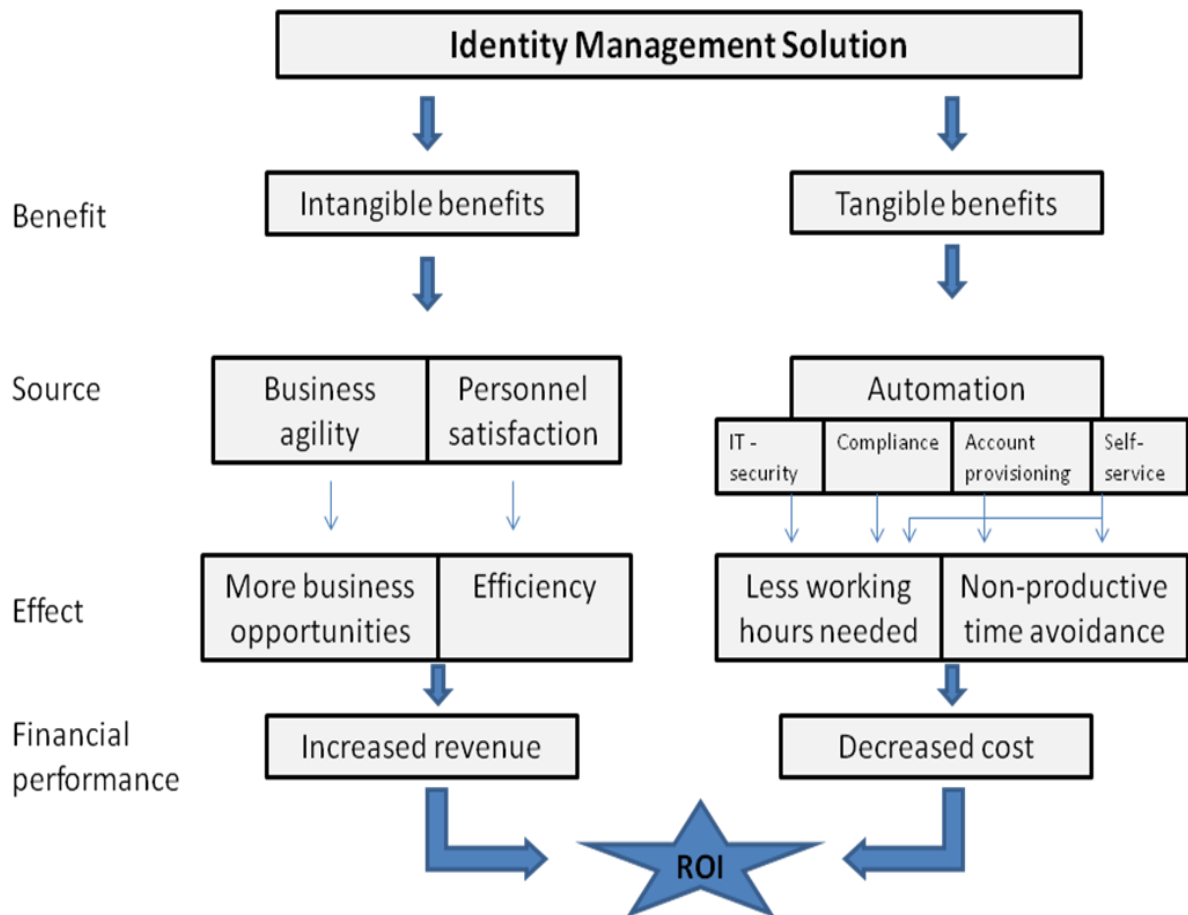 Identity Management Solution
Benefit
Intangible benefits
Tangible benefits
Source
Business
agility
Personnel
satisfaction
Automation
IT -
security
Compliance
Account
provisioning
Self-
service
Effect
More business
opportunities
Efficiency
Less working
hours needed
Non-productive
time avoidance
Financial
performance
Increased revenue
Decreased cost
ROI